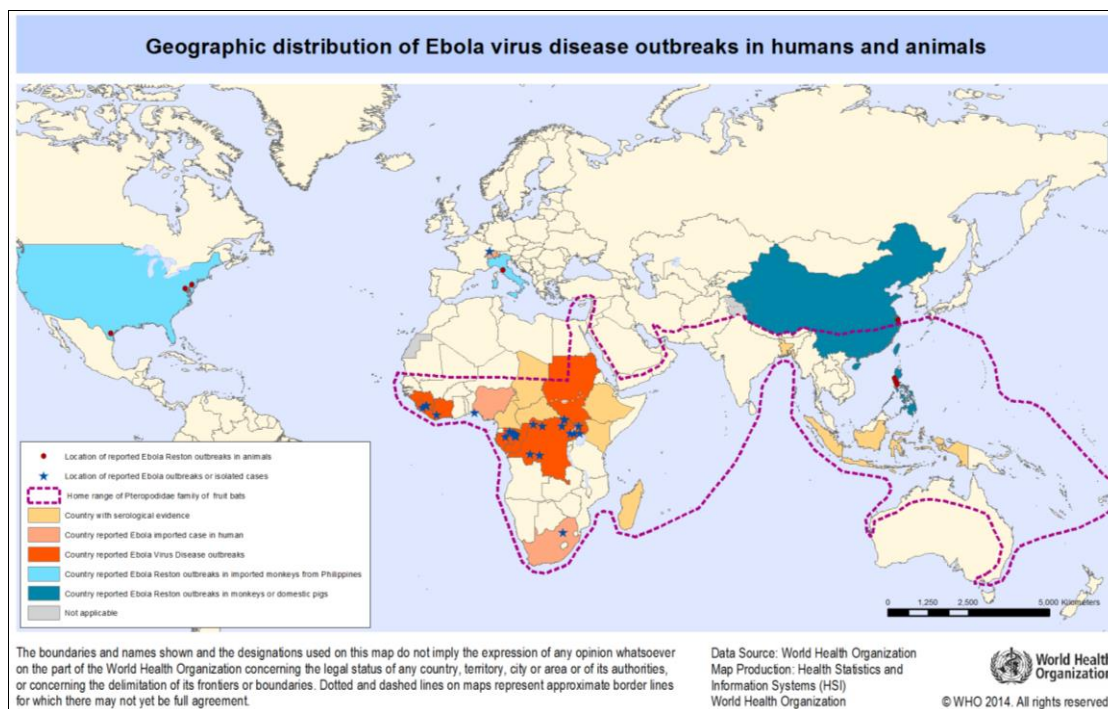 Geographic distribution of Ebola virus disease outbreaks in humans and animals
Location of reported Ebola Reston outbreaks in animals
Location of reported Ebola outbreaks or isolated cases
Home range of Pteropodidae family of fruit bats
Country with serological evidence
Country reported Ebola imported case in human
Country reported Ebola Virus Disease outbreaks
Country reported Ebola Reston outbreaks in imported monkeys from Philippines
Country reported Ebola Reston outbreaks in monkeys or domestic pigs
Not applicable
0 1,250 2,500 5,000 Kilometers
The boundaries and names shown and the designations used on this map do not imply the expression of any opinion whatsoever
on the part of the World Health Organization concerning the legal status of any country, territory, city or area or of its authorities,
or concerning the delimitation of its frontiers or boundaries. Dotted and dashed lines on maps represent approximate border lines
for which there may not yet be full agreement.
Data Source: World Health Organization
Map Production: Health Statistics and
Information Systems (HSI)
World Health Organization
World Health
Organization
© WHO 2014. All rights reserved